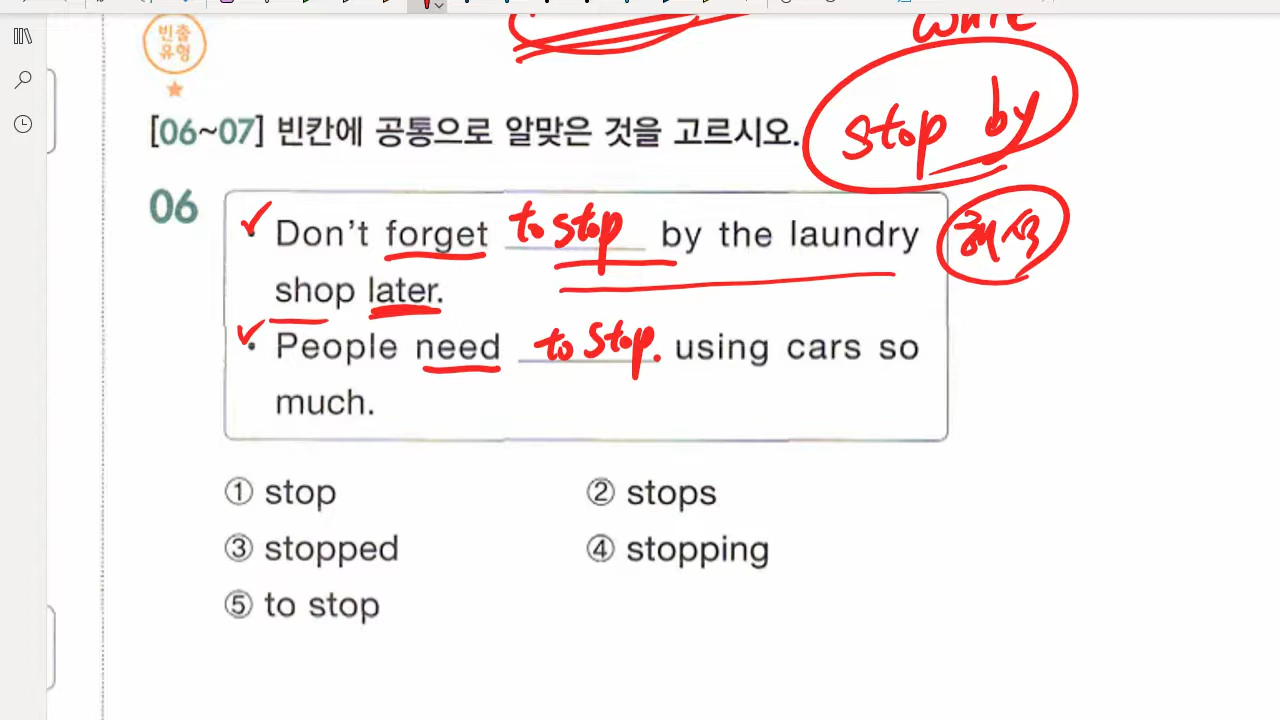 빈출
유형
stop by
[06~07] 빈칸에 공통으로 알맞은 것을 고르시오.
06
Don't forget to stop by the laundry
shop later.
• People need to stop. using cars so
much.
① stop
② stops
③ stopped
④ stopping
⑤ to stop